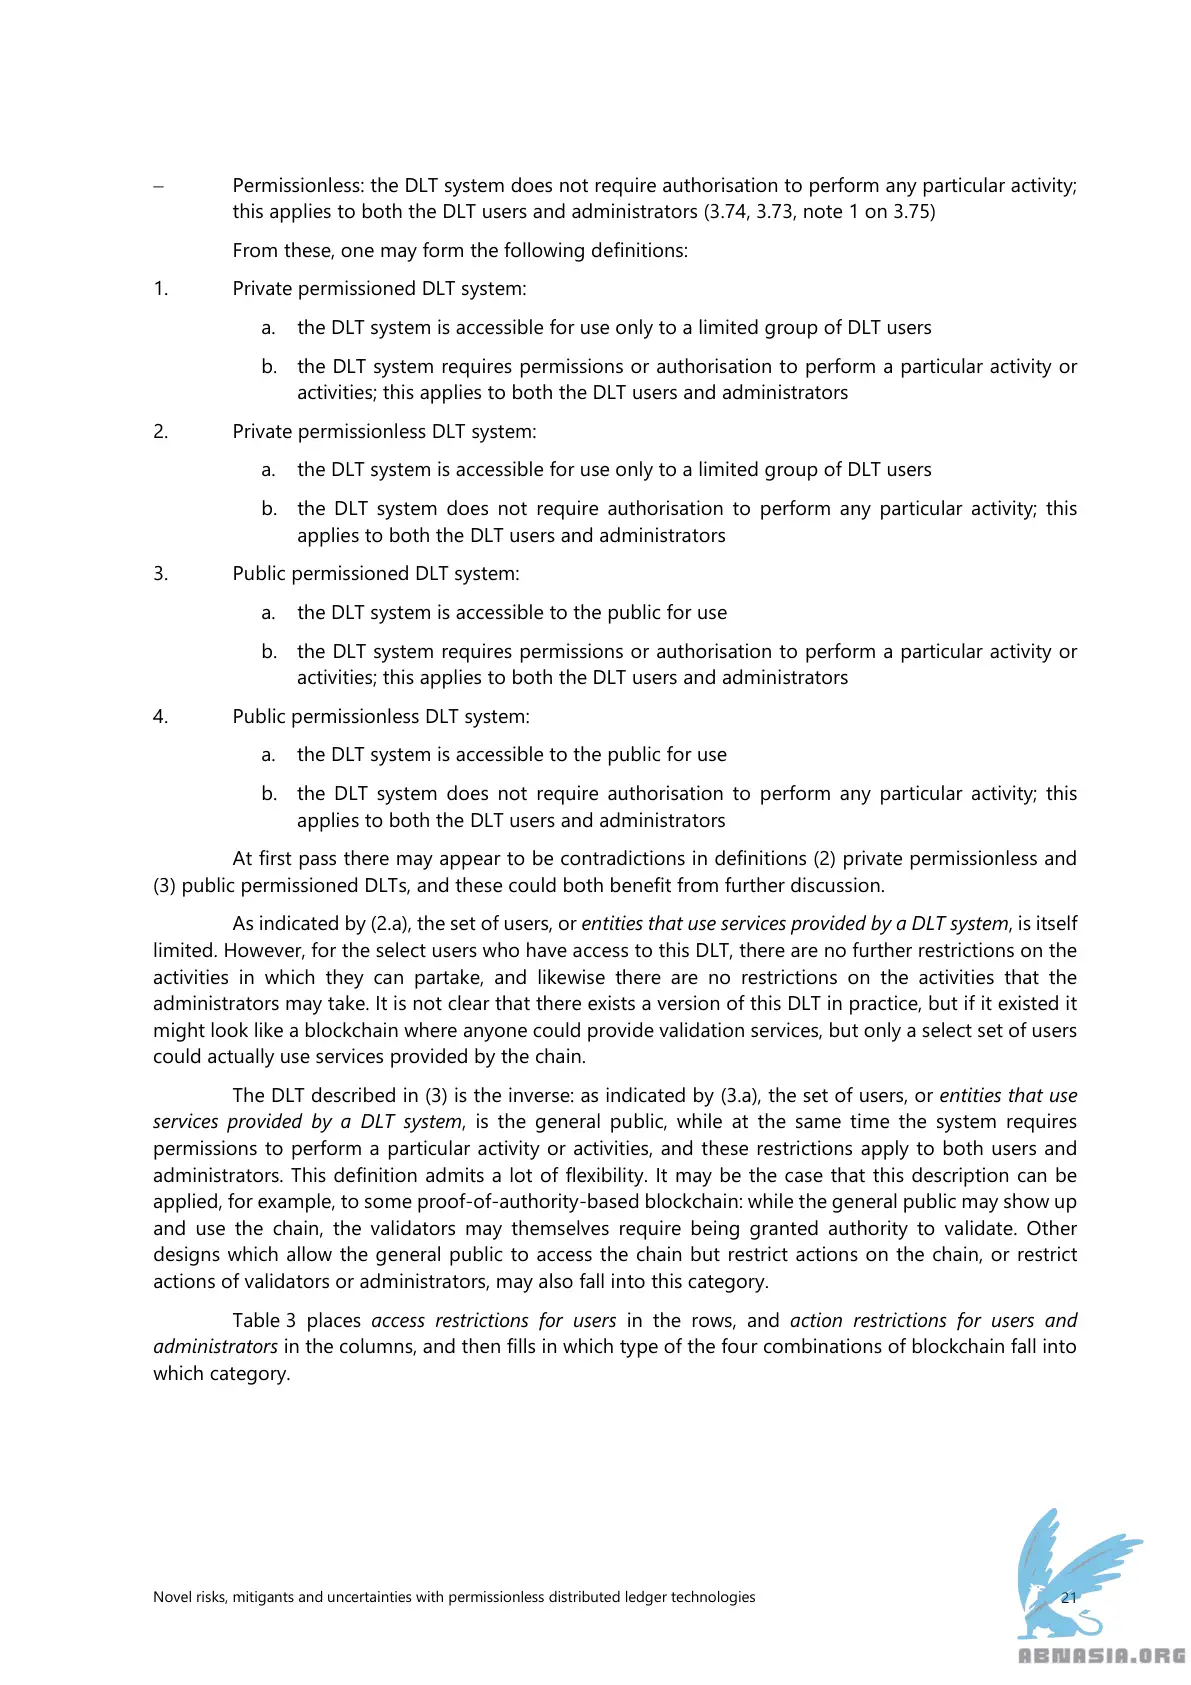 – Permissionless: the DLT system does not require authorisation to perform any particular activity;
this applies to both the DLT users and administrators (3.74, 3.73, note 1 on 3.75)
From these, one may form the following definitions:
1. Private permissioned DLT system:
a. the DLT system is accessible for use only to a limited group of DLT users
b. the DLT system requires permissions or authorisation to perform a particular activity or
activities; this applies to both the DLT users and administrators
2. Private permissionless DLT system:
a. the DLT system is accessible for use only to a limited group of DLT users
b. the DLT system does not require authorisation to perform any particular activity; this
applies to both the DLT users and administrators
3. Public permissioned DLT system:
a. the DLT system is accessible to the public for use
b. the DLT system requires permissions or authorisation to perform a particular activity or
activities; this applies to both the DLT users and administrators
4. Public permissionless DLT system:
a. the DLT system is accessible to the public for use
b. the DLT system does not require authorisation to perform any particular activity; this
applies to both the DLT users and administrators
At first pass there may appear to be contradictions in definitions (2) private permissionless and
(3) public permissioned DLTs, and these could both benefit from further discussion.
As indicated by (2.a), the set of users, or entities that use services provided by a DLT system, is itself
limited. However, for the select users who have access to this DLT, there are no further restrictions on the
activities in which they can partake, and likewise there are no restrictions on the activities that the
administrators may take. It is not clear that there exists a version of this DLT in practice, but if it existed it
might look like a blockchain where anyone could provide validation services, but only a select set of users
could actually use services provided by the chain.
The DLT described in (3) is the inverse: as indicated by (3.a), the set of users, or entities that use
services provided by a DLT system, is the general public, while at the same time the system requires
permissions to perform a particular activity or activities, and these restrictions apply to both users and
administrators. This definition admits a lot of flexibility. It may be the case that this description can be
applied, for example, to some proof-of-authority-based blockchain: while the general public may show up
and use the chain, the validators may themselves require being granted authority to validate. Other
designs which allow the general public to access the chain but restrict actions on the chain, or restrict
actions of validators or administrators, may also fall into this category.
Table 3 places access restrictions for users in the rows, and action restrictions for users and
administrators in the columns, and then fills in which type of the four combinations of blockchain fall into
which category.
Novel risks, mitigants and uncertainties with permissionless distributed ledger technologies 21
ABNASIA.ORG